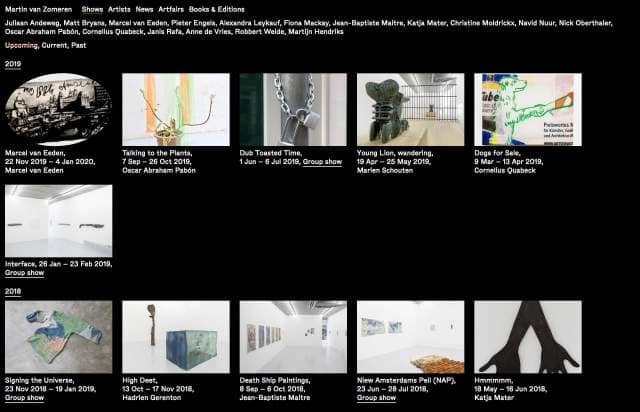 Martin van Zomeren Shows Artists News Artfairs Books & Editions
Juliaan Andeweg, Matt Bryans, Marcel van Eeden, Pieter Engels, Alexandra Leykauf, Fiona Mackay, Jean-Baptiste Maitre, Katja Mater, Christine Moldrickx, Navid Nuur, Nick Oberthaler,
Oscar Abraham Pabón, Cornelius Quabeck, Janis Rafa, Anne de Vries, Robbert Weide, Martijn Hendriks
Upcoming, Current, Past
2019
Marcel van Eeden,
22 Nov 2019 – 4 Jan 2020,
Marcel van Eeden
Talking to the Plants,
7 Sep – 26 Oct 2019,
Oscar Abraham Pabón
Dub Toasted Time,
1 Jun – 6 Jul 2019, Group show
Young Lion, wandering,
19 Apr – 25 May 2019,
Marien Schouten
Dogs for Sale,
9 Mar – 13 Apr 2019,
Cornelius Quabeck
Interface, 26 Jan – 23 Feb 2019,
Group show
2018
Signing the Universe,
23 Nov 2018 – 19 Jan 2019,
Group show
High Deet,
13 Oct – 17 Nov 2018,
Hadrien Gerenton
Death Ship Paintings,
8 Sep – 6 Oct 2018,
Jean-Baptiste Maitre
Niew Amsterdams Peil (NAP),
23 Jun – 28 Jul 2018,
Group show
Hmmmmm,
18 May – 16 Jun 2018,
Katja Mater